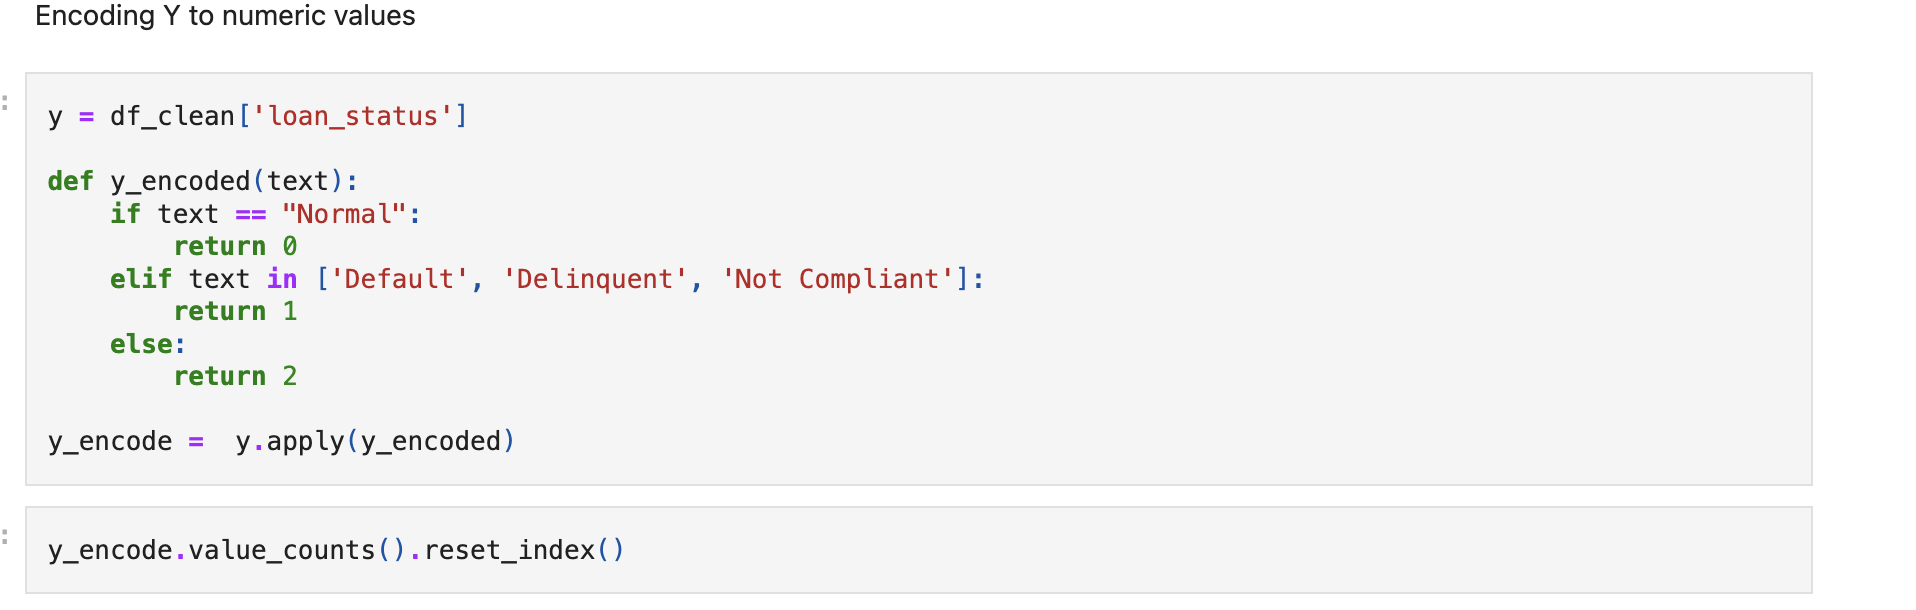 Encoding Y to numeric values
:
y = df_clean['loan_status']
def y_encoded(text):
    if text == "Normal":
        return 0
    elif text in ['Default', 'Delinquent', 'Not Compliant']:
        return 1
    else:
        return 2
y_encode =  y.apply(y_encoded)
:
y_encode.value_counts().reset_index()